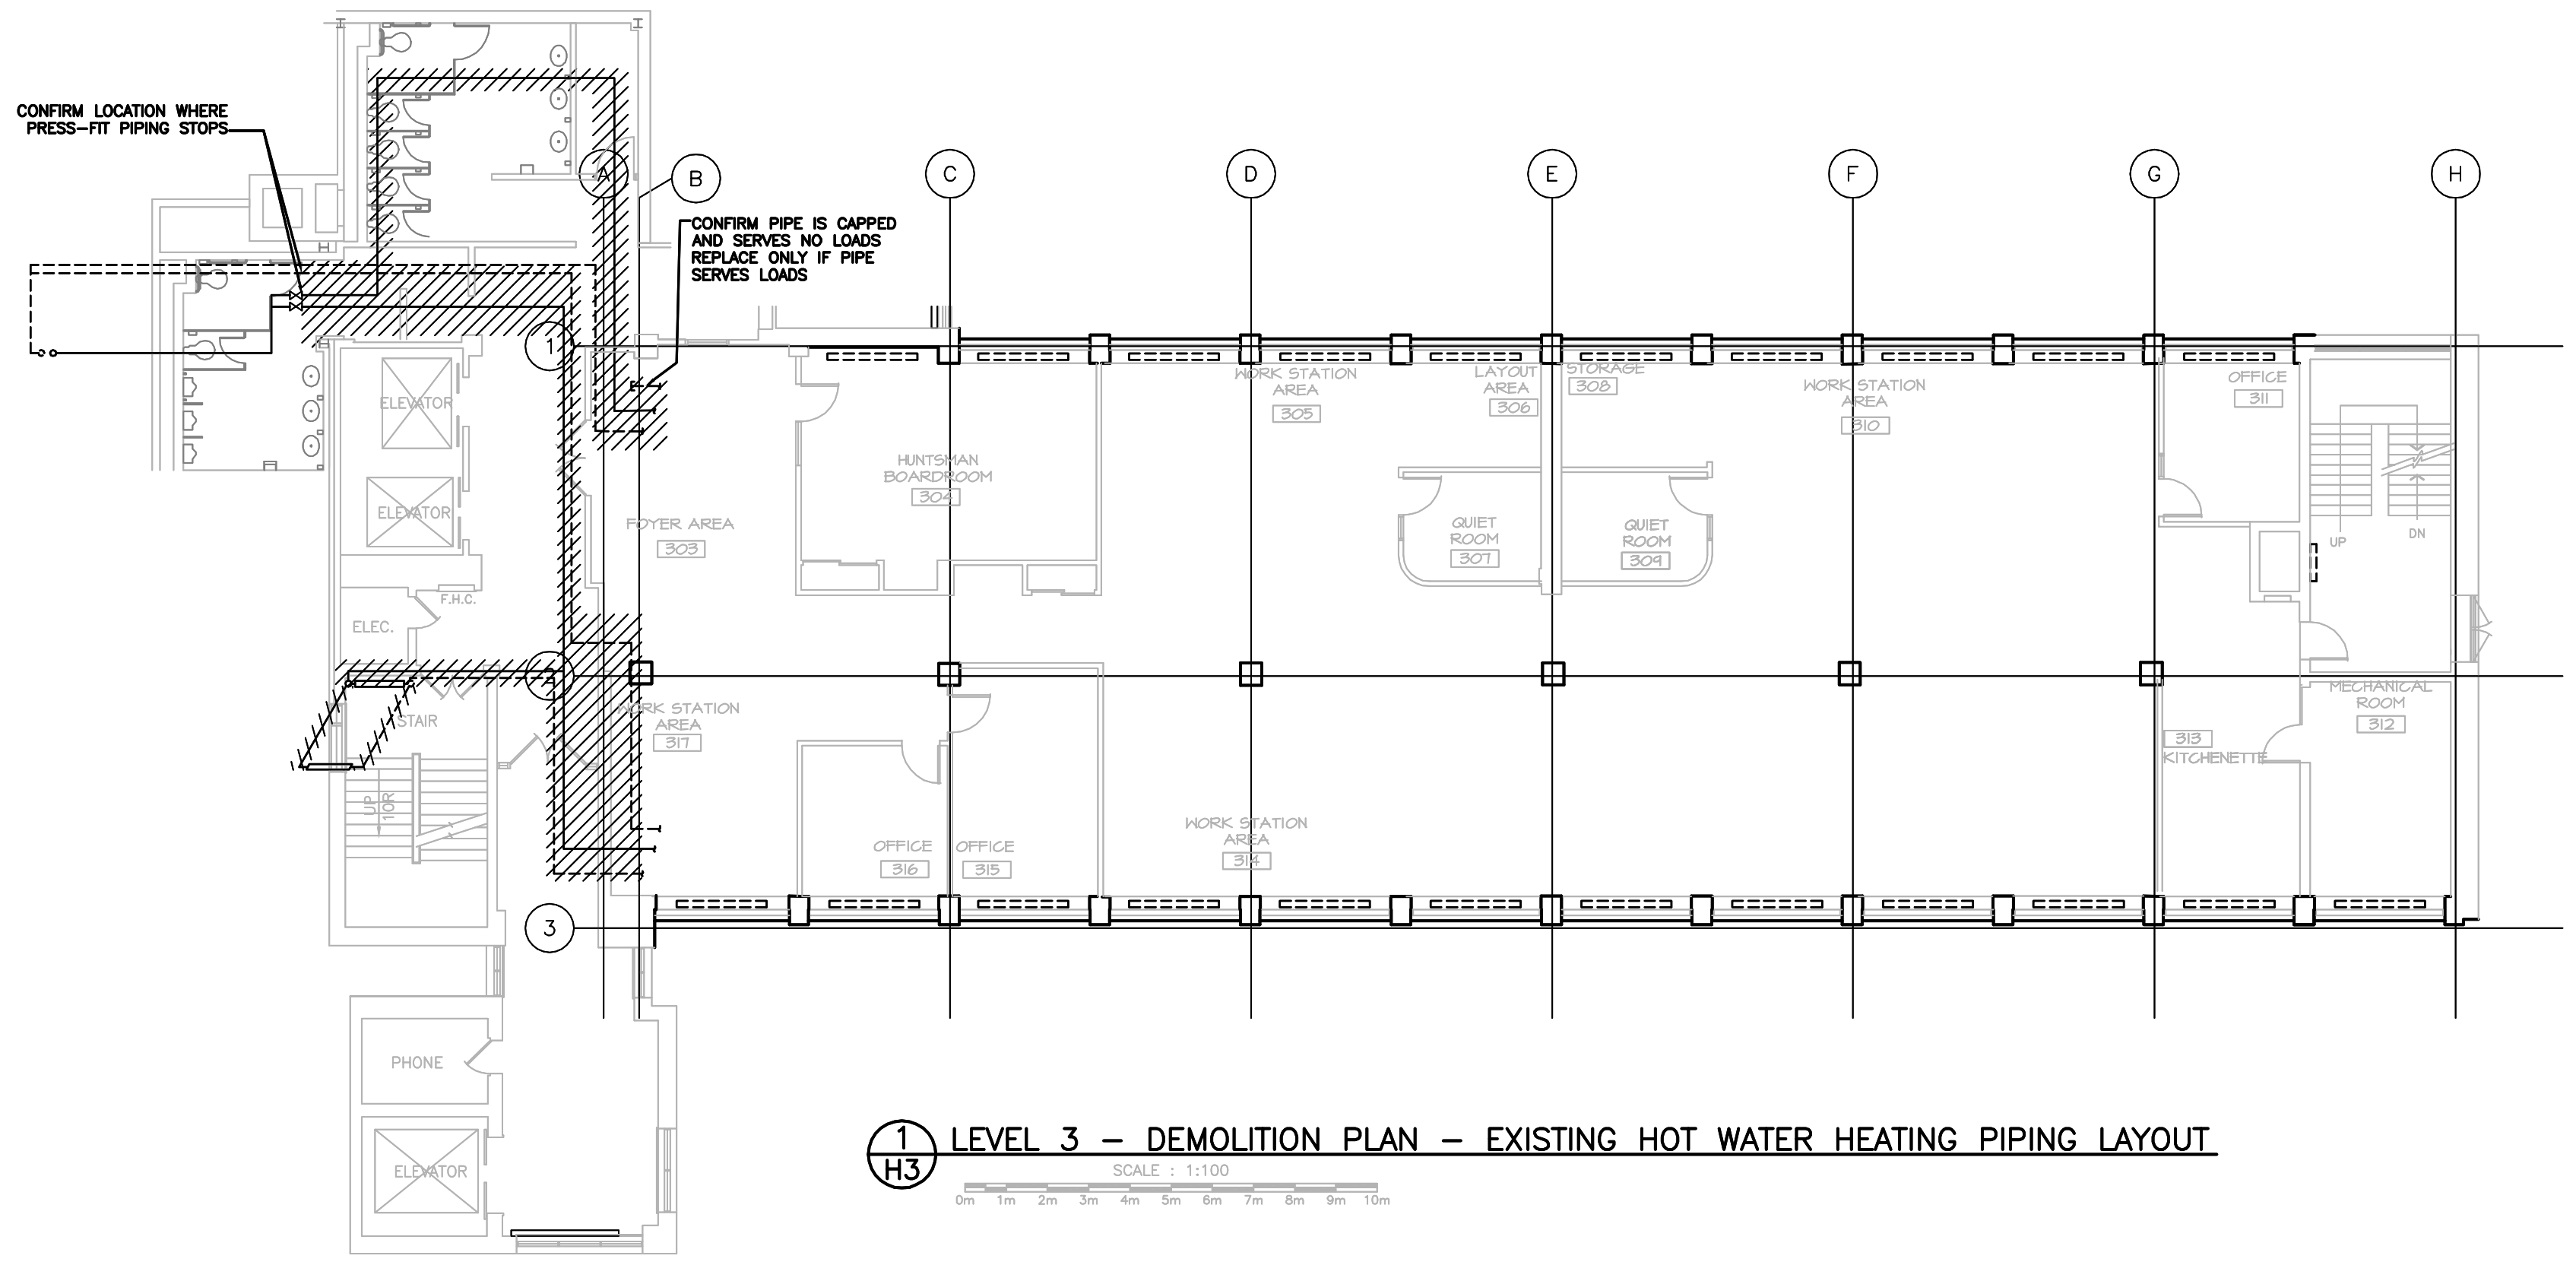 CONFIRM LOCATION WHERE
PRESS-FIT PIPING STOPS
A
B
C
D
E
F
G
H
CONFIRM PIPE IS CAPPED
AND SERVES NO LOADS
REPLACE ONLY IF PIPE
SERVES LOADS
1
ELEVATOR
WORK STATION
AREA
305
LAYOUT
AREA
306
STORAGE
308
WORK STATION
AREA
310
OFFICE
311
HUNTSMAN
BOARDROOM
304
ELEVATOR
FOYER AREA
303
QUIET
ROOM
307
QUIET
ROOM
309
UP
DN
F.H.C.
ELEC.
STAIR
WORK STATION
AREA
317
MECHANICAL
ROOM
312
313
KITCHENETTE
UP
10R
OFFICE
316
OFFICE
315
WORK STATION
AREA
314
3
PHONE
ELEVATOR
1
H3
LEVEL 3 - DEMOLITION PLAN - EXISTING HOT WATER HEATING PIPING LAYOUT
SCALE : 1:100
0m 1m 2m 3m 4m 5m 6m 7m 8m 9m 10m